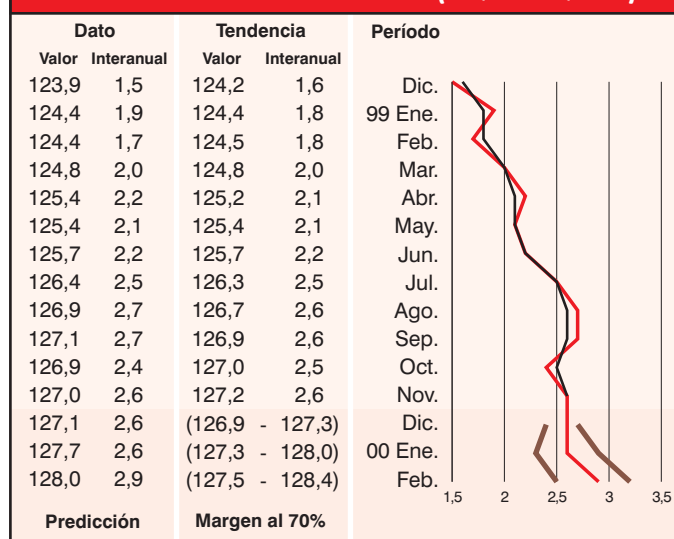 Dato Tendencia Período
Valor Interanual Valor Interanual
123,9 1,5 124,2 1,6 Dic.
124,4 1,9 124,4 1,8 99 Ene.
124,4 1,7 124,5 1,8 Feb.
124,8 2,0 124,8 2,0 Mar.
125,4 2,2 125,2 2,1 Abr.
125,4 2,1 125,4 2,1 May.
125,7 2,2 125,7 2,2 Jun.
126,4 2,5 126,3 2,5 Jul.
126,9 2,7 126,7 2,6 Ago.
127,1 2,7 126,9 2,6 Sep.
126,9 2,4 127,0 2,5 Oct.
127,0 2,6 127,2 2,6 Nov.
127,1 2,6 (126,9 - 127,3) Dic.
127,7 2,6 (127,3 - 128,0) 00 Ene.
128,0 2,9 (127,5 - 128,4) Feb.
1,5 2 2,5 3 3,5
Predicción Margen al 70%